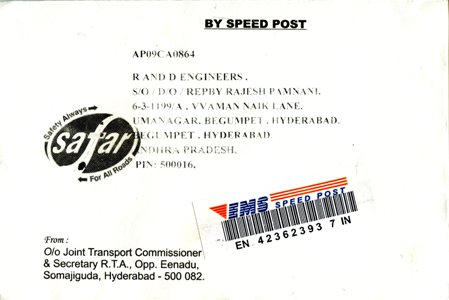 BY SPEED POST
AP09CA0864
R AND D ENGINEERS.
S/O / D/O / REPBY RAJESH PAMNANI.
6-3-1199/A . VVAMAN NAIK LANE.
UMANAGAR. BEGUMPET . HYDERABAD.
BEGUMPET . HYDERABAD.
ANDHRA PRADESH.
PIN: 500016.
Safety Always
safar
For All Roads
EMS SPEED POST
EN 42362393 7 IN
From :
O/o Joint Transport Commissioner
& Secretary R.T.A., Opp. Eenadu,
Somajiguda, Hyderabad - 500 082.